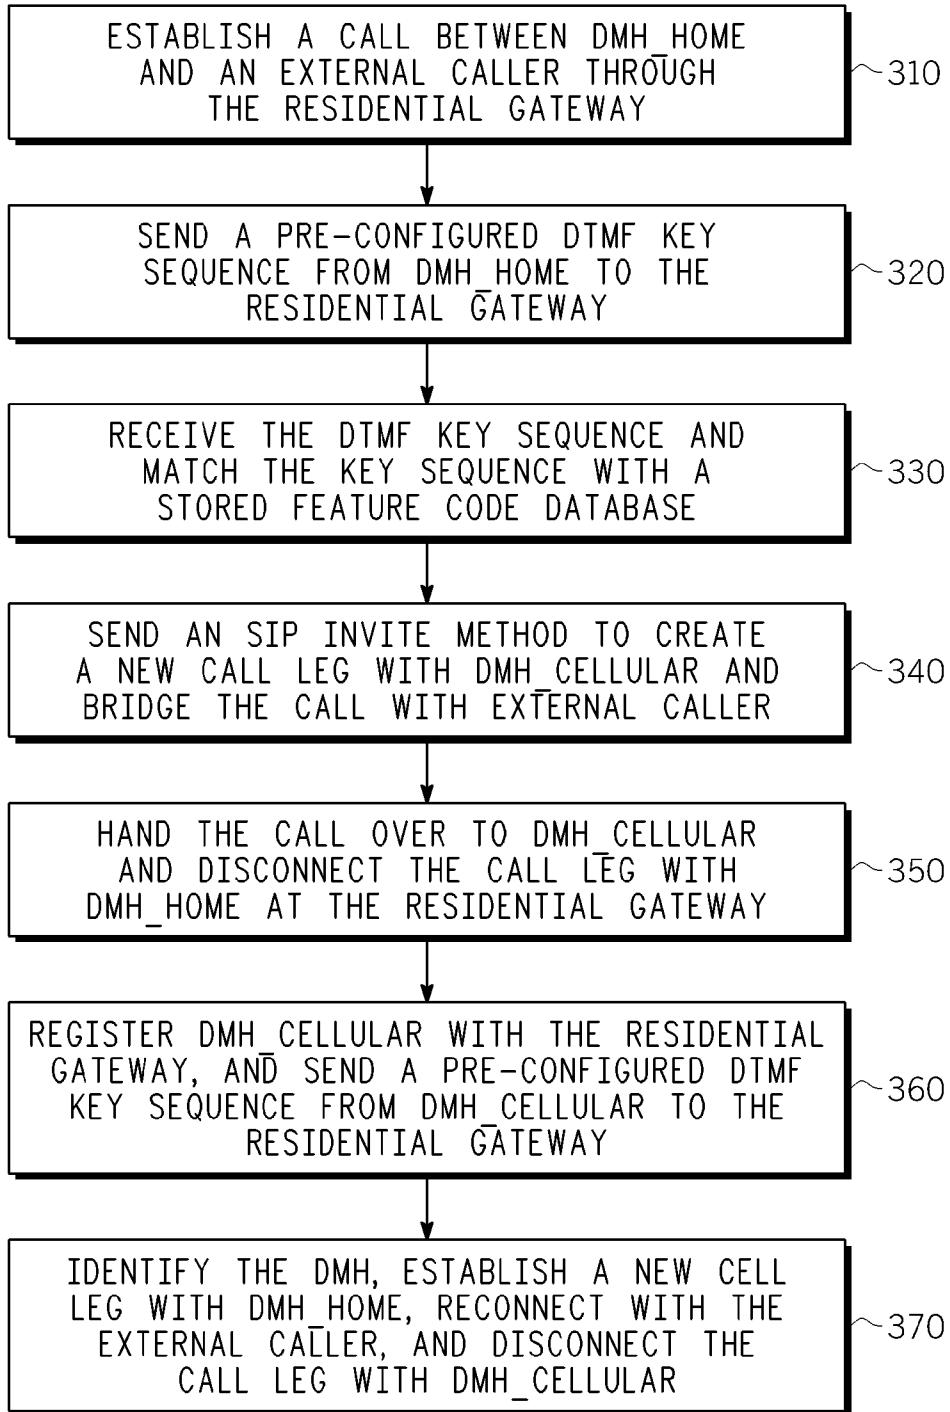 ESTABLISH A CALL BETWEEN DMH_HOME
AND AN EXTERNAL CALLER THROUGH
THE RESIDENTIAL GATEWAY
310
SEND A PRE-CONFIGURED DTMF KEY
SEQUENCE FROM DMH_HOME TO THE
RESIDENTIAL GATEWAY
320
RECEIVE THE DTMF KEY SEQUENCE AND
MATCH THE KEY SEQUENCE WITH A
STORED FEATURE CODE DATABASE
330
SEND AN SIP INVITE METHOD TO CREATE
A NEW CALL LEG WITH DMH_CELLULAR AND
BRIDGE THE CALL WITH EXTERNAL CALLER
340
HAND THE CALL OVER TO DMH_CELLULAR
AND DISCONNECT THE CALL LEG WITH
DMH_HOME AT THE RESIDENTIAL GATEWAY
350
REGISTER DMH_CELLULAR WITH THE RESIDENTIAL
GATEWAY, AND SEND A PRE-CONFIGURED DTMF
KEY SEQUENCE FROM DMH_CELLULAR TO THE
RESIDENTIAL GATEWAY
360
IDENTIFY THE DMH, ESTABLISH A NEW CELL
LEG WITH DMH_HOME, RECONNECT WITH THE
EXTERNAL CALLER, AND DISCONNECT THE
CALL LEG WITH DMH_CELLULAR
370